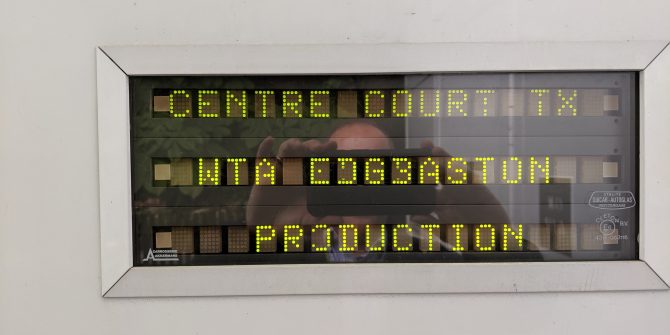 CENTRE COURT TX
WTA EDGBASTON
PRODUCTION